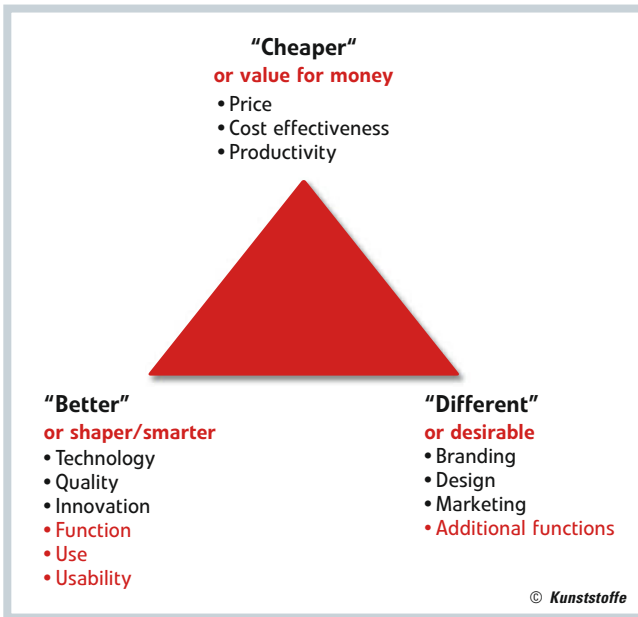 “Cheaper“
or value for money
• Price
• Cost effectiveness
• Productivity
“Better”
or shaper/smarter
• Technology
• Quality
• Innovation
• Function
• Use
• Usability
“Different”
or desirable
• Branding
• Design
• Marketing
• Additional functions
© Kunststoffe